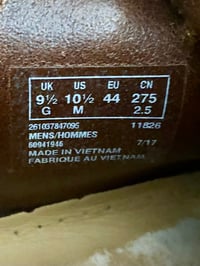 UK US EU CN
9½ 10½ 44 275
G M 2.5
261037847095 11826
MENS/HOMMES
60941946 7/17
MADE IN VIETNAM
FABRIQUE AU VIETNAM